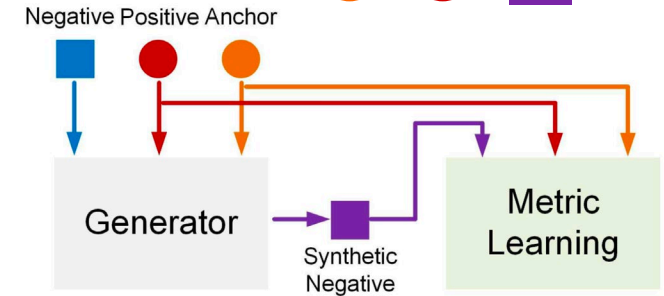 Negative Positive Anchor
Generator
Synthetic
Negative
Metric
Learning